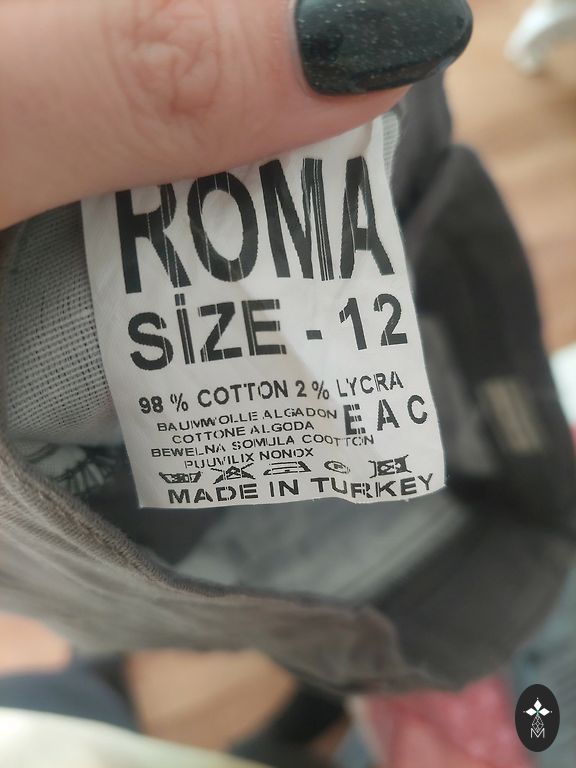 ROMA
SİZE - 12
98 % COTTON 2 % LYCRA
BAUMWOLLE ALGADON
COTTONE ALGODA
E A C
BEWELNA SOMULA COOTTON
PUUVILIX NONOX
MADE IN TURKEY